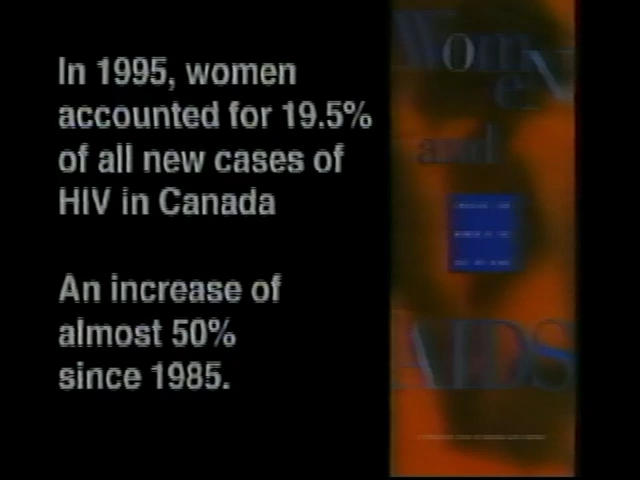 In 1995, women
accounted for 19.5%
of all new cases of
HIV in Canada
An increase of
almost 50%
since 1985.
Women
and
AIDS